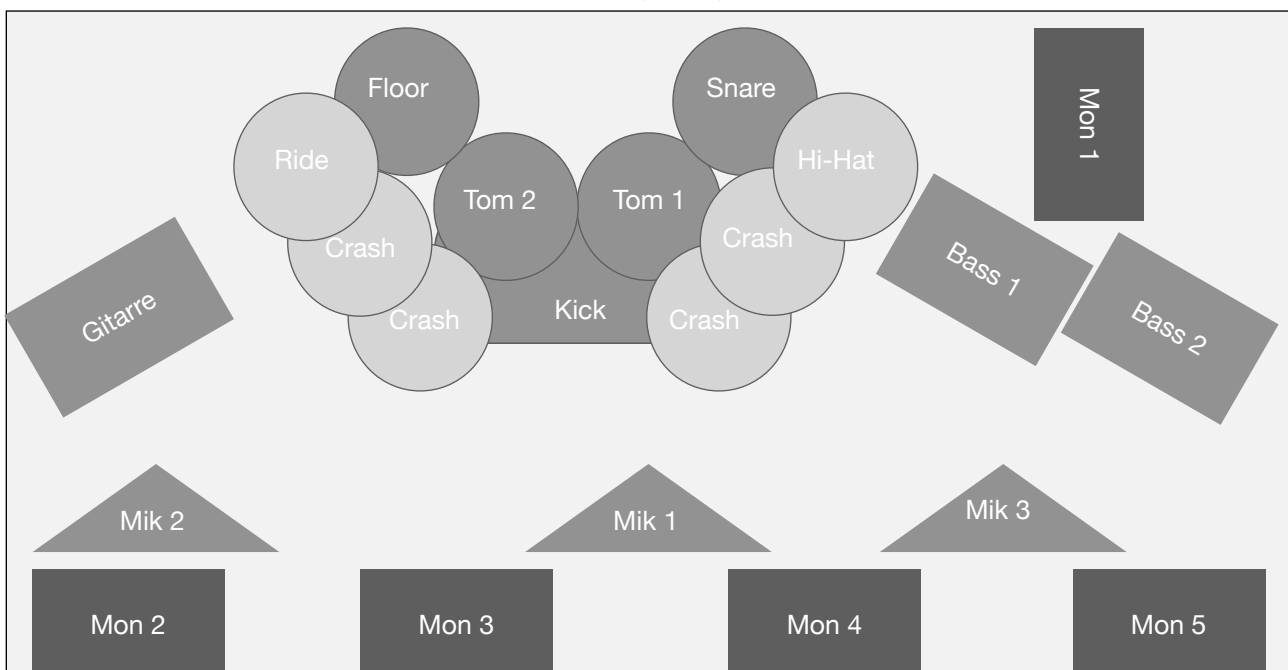 Floor
Snare
Mon 1
Ride
Hi-Hat
Tom 2
Tom 1
Crash
Crash
Bass 1
Gitarre
Crash
Kick
Crash
Bass 2
Mik 2
Mik 1
Mik 3
Mon 2
Mon 3
Mon 4
Mon 5